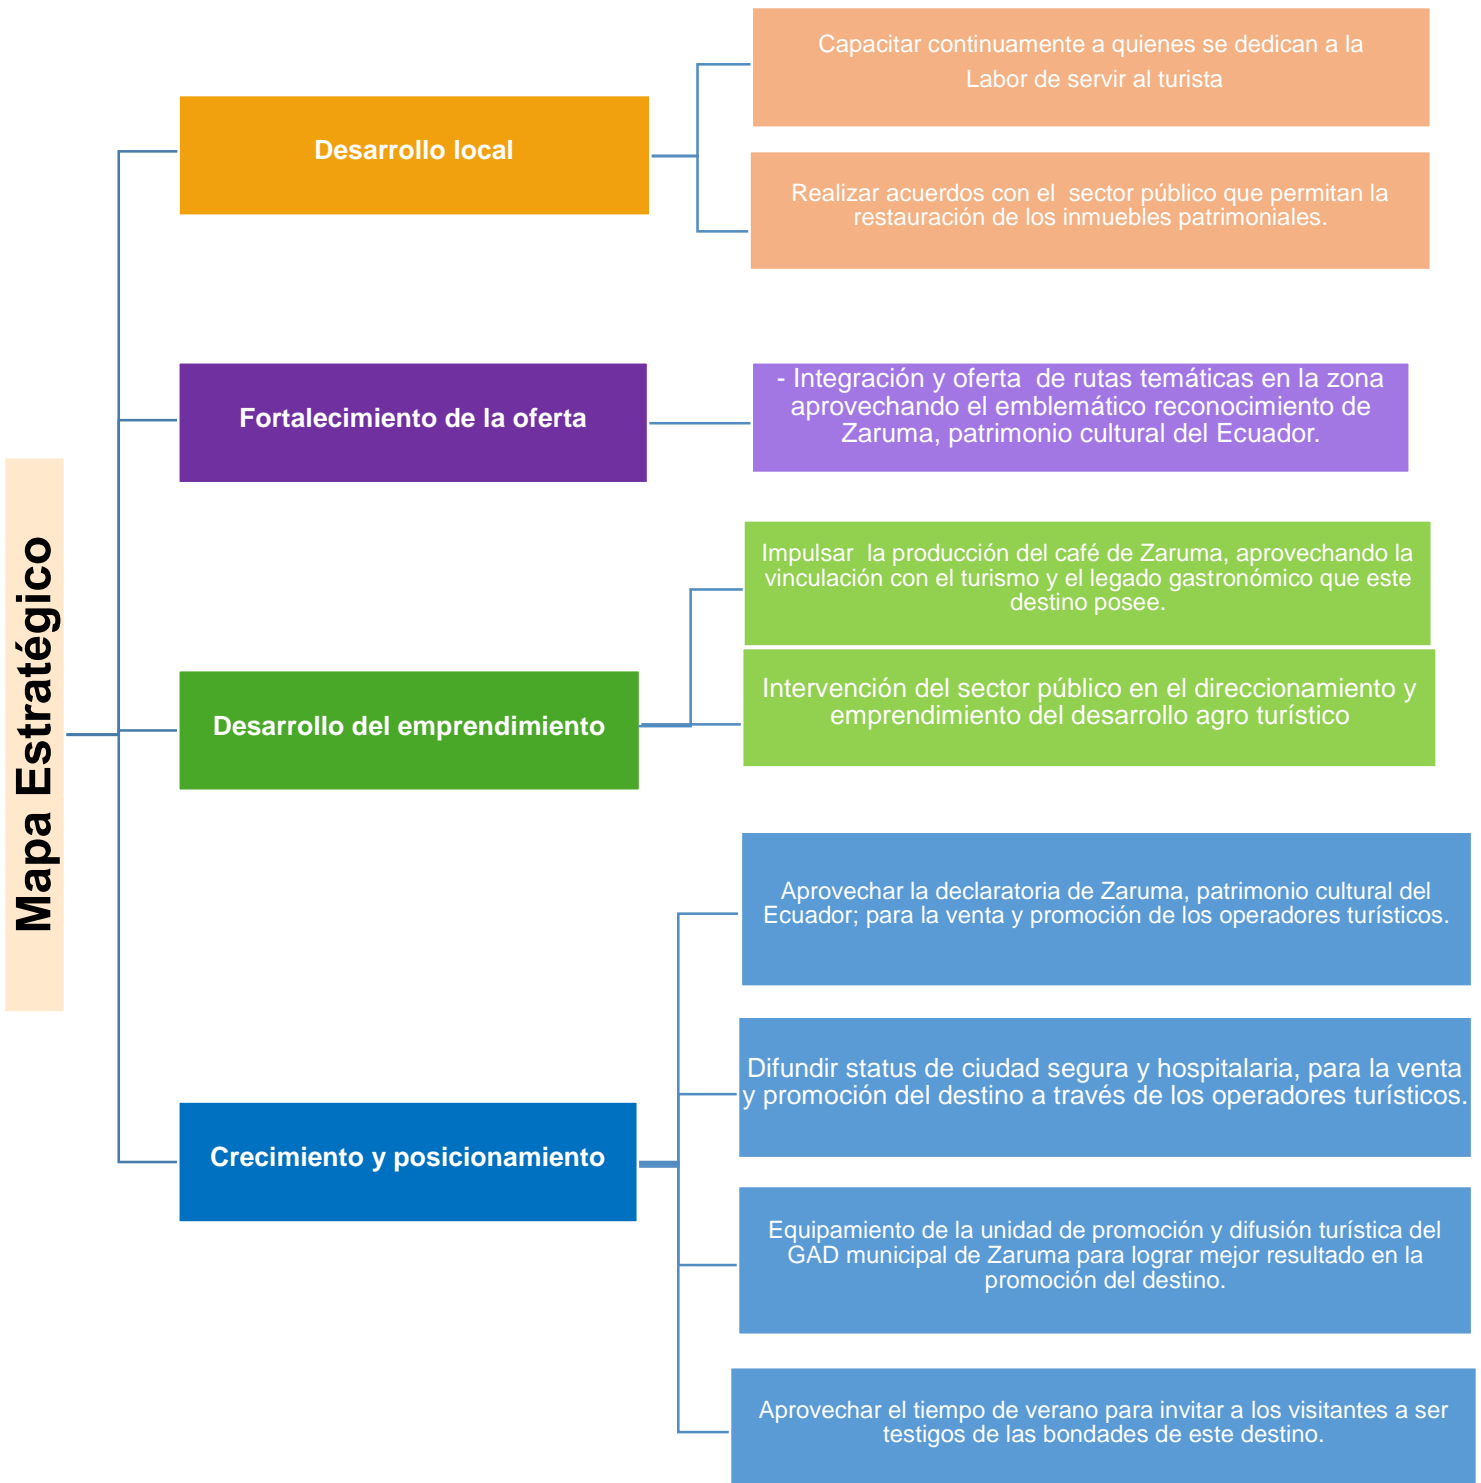 Mapa Estratégico
Desarrollo local
Capacitar continuamente a quienes se dedican a la
Labor de servir al turista
Realizar acuerdos con el  sector público que permitan la
restauración de los inmuebles patrimoniales.
Fortalecimiento de la oferta
- Integración y oferta  de rutas temáticas en la zona
aprovechando el emblemático reconocimiento de
Zaruma, patrimonio cultural del Ecuador.
Desarrollo del emprendimiento
Impulsar  la producción del café de Zaruma, aprovechando la
vinculación con el turismo y el legado gastronómico que este
destino posee.
Intervención del sector público en el direccionamiento y
emprendimiento del desarrollo agro turístico
Crecimiento y posicionamiento
Aprovechar la declaratoria de Zaruma, patrimonio cultural del
Ecuador; para la venta y promoción de los operadores turísticos.
Difundir status de ciudad segura y hospitalaria, para la venta
y promoción del destino a través de los operadores turísticos.
Equipamiento de la unidad de promoción y difusión turística del
GAD municipal de Zaruma para lograr mejor resultado en la
promoción del destino.
Aprovechar el tiempo de verano para invitar a los visitantes a ser
testigos de las bondades de este destino.